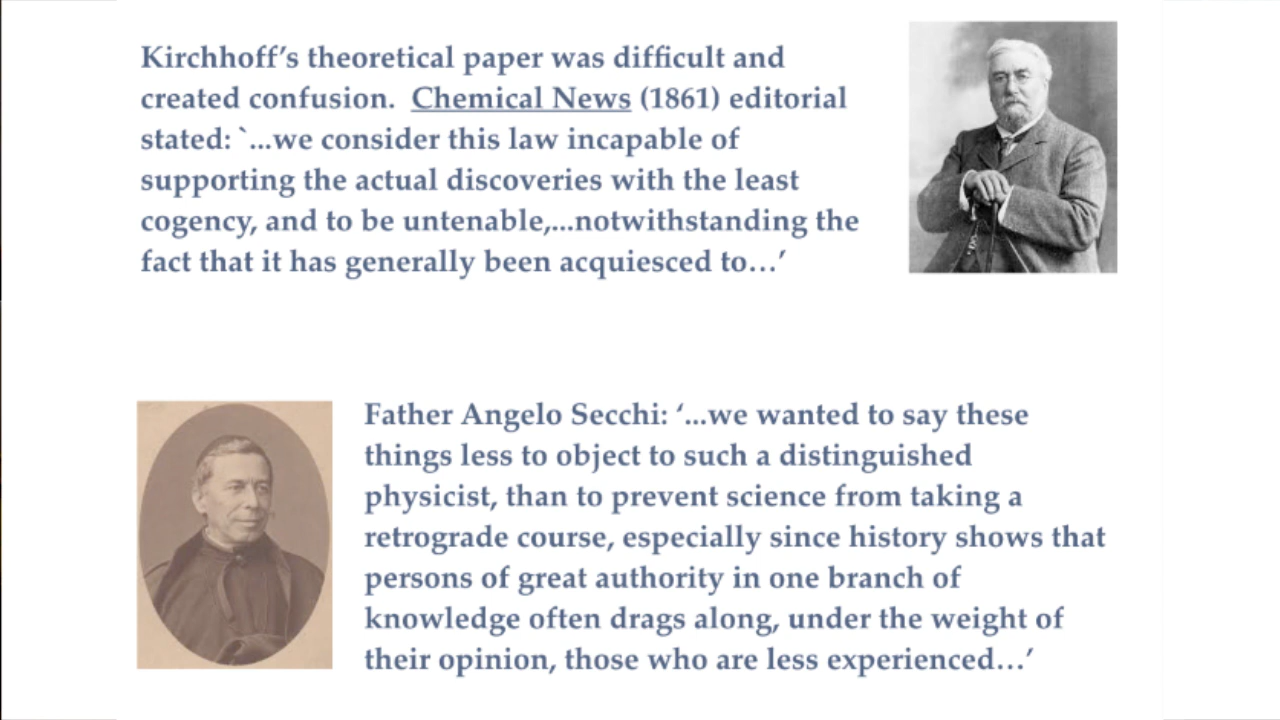 Kirchhoff’s theoretical paper was difficult and
created confusion.  Chemical News (1861) editorial
stated: `...we consider this law incapable of
supporting the actual discoveries with the least
cogency, and to be untenable,...notwithstanding the
fact that it has generally been acquiesced to…’
Father Angelo Secchi: ‘...we wanted to say these
things less to object to such a distinguished
physicist, than to prevent science from taking a
retrograde course, especially since history shows that
persons of great authority in one branch of
knowledge often drags along, under the weight of
their opinion, those who are less experienced…’